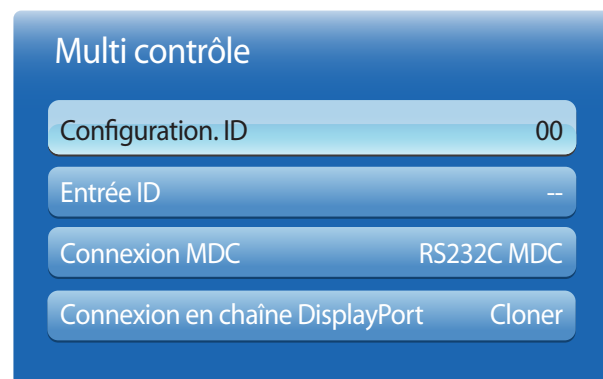 Multi contrôle
Configuration. ID 00
Entrée ID --
Connexion MDC RS232C MDC
Connexion en chaîne DisplayPort Cloner